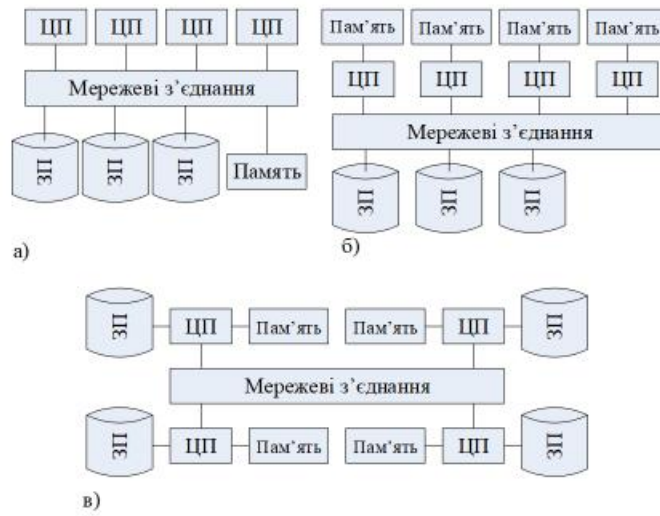 ЦП ЦП ЦП ЦП
Мережеві з’єднання
ЗП ЗП ЗП Память
а)
Пам’ять Пам’ять Пам’ять Пам’ять
ЦП ЦП ЦП ЦП
Мережеві з’єднання
ЗП ЗП ЗП
б)
ЗП ЦП Пам’ять Пам’ять ЦП ЗП
Мережеві з’єднання
ЗП ЦП Пам’ять Пам’ять ЦП ЗП
в)